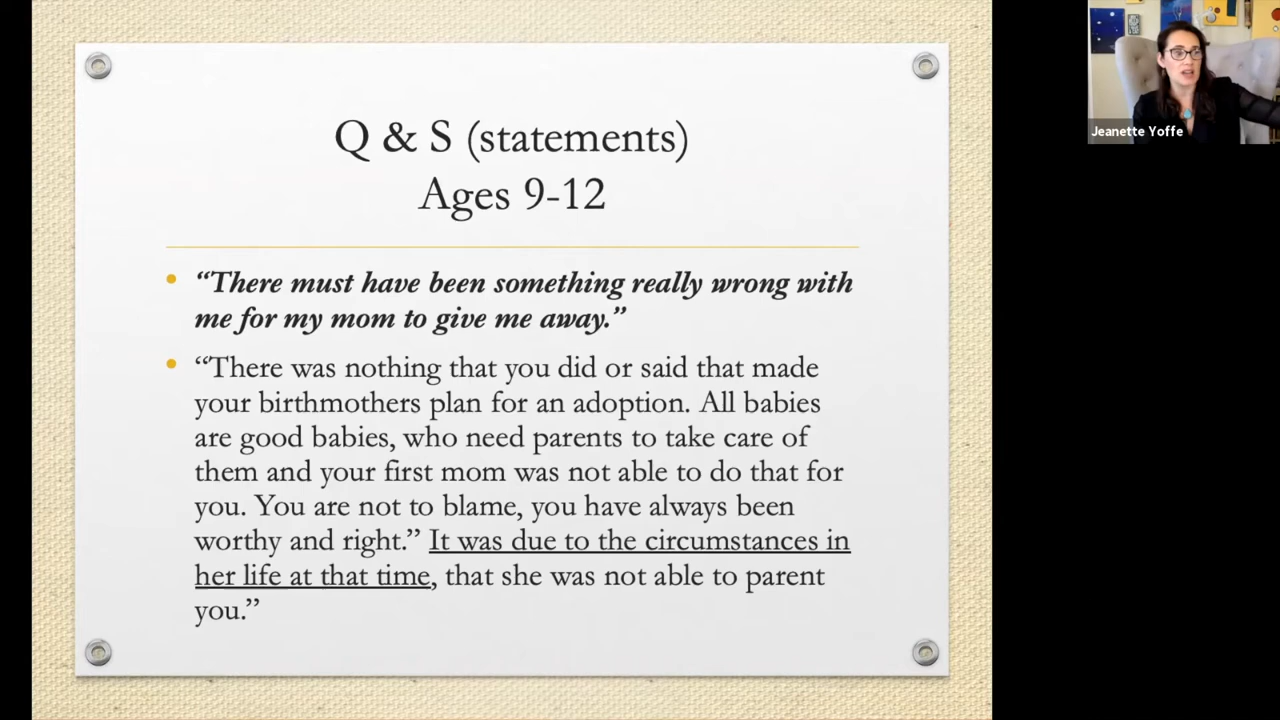 Q & S (statements)
Ages 9-12
“There must have been something really wrong with
me for my mom to give me away.”
“There was nothing that you did or said that made
your birthmothers plan for an adoption. All babies
are good babies, who need parents to take care of
them and your first mom was not able to do that for
you. You are not to blame, you have always been
worthy and right.” It was due to the circumstances in
her life at that time, that she was not able to parent
you.”
Jeanette Yoffe